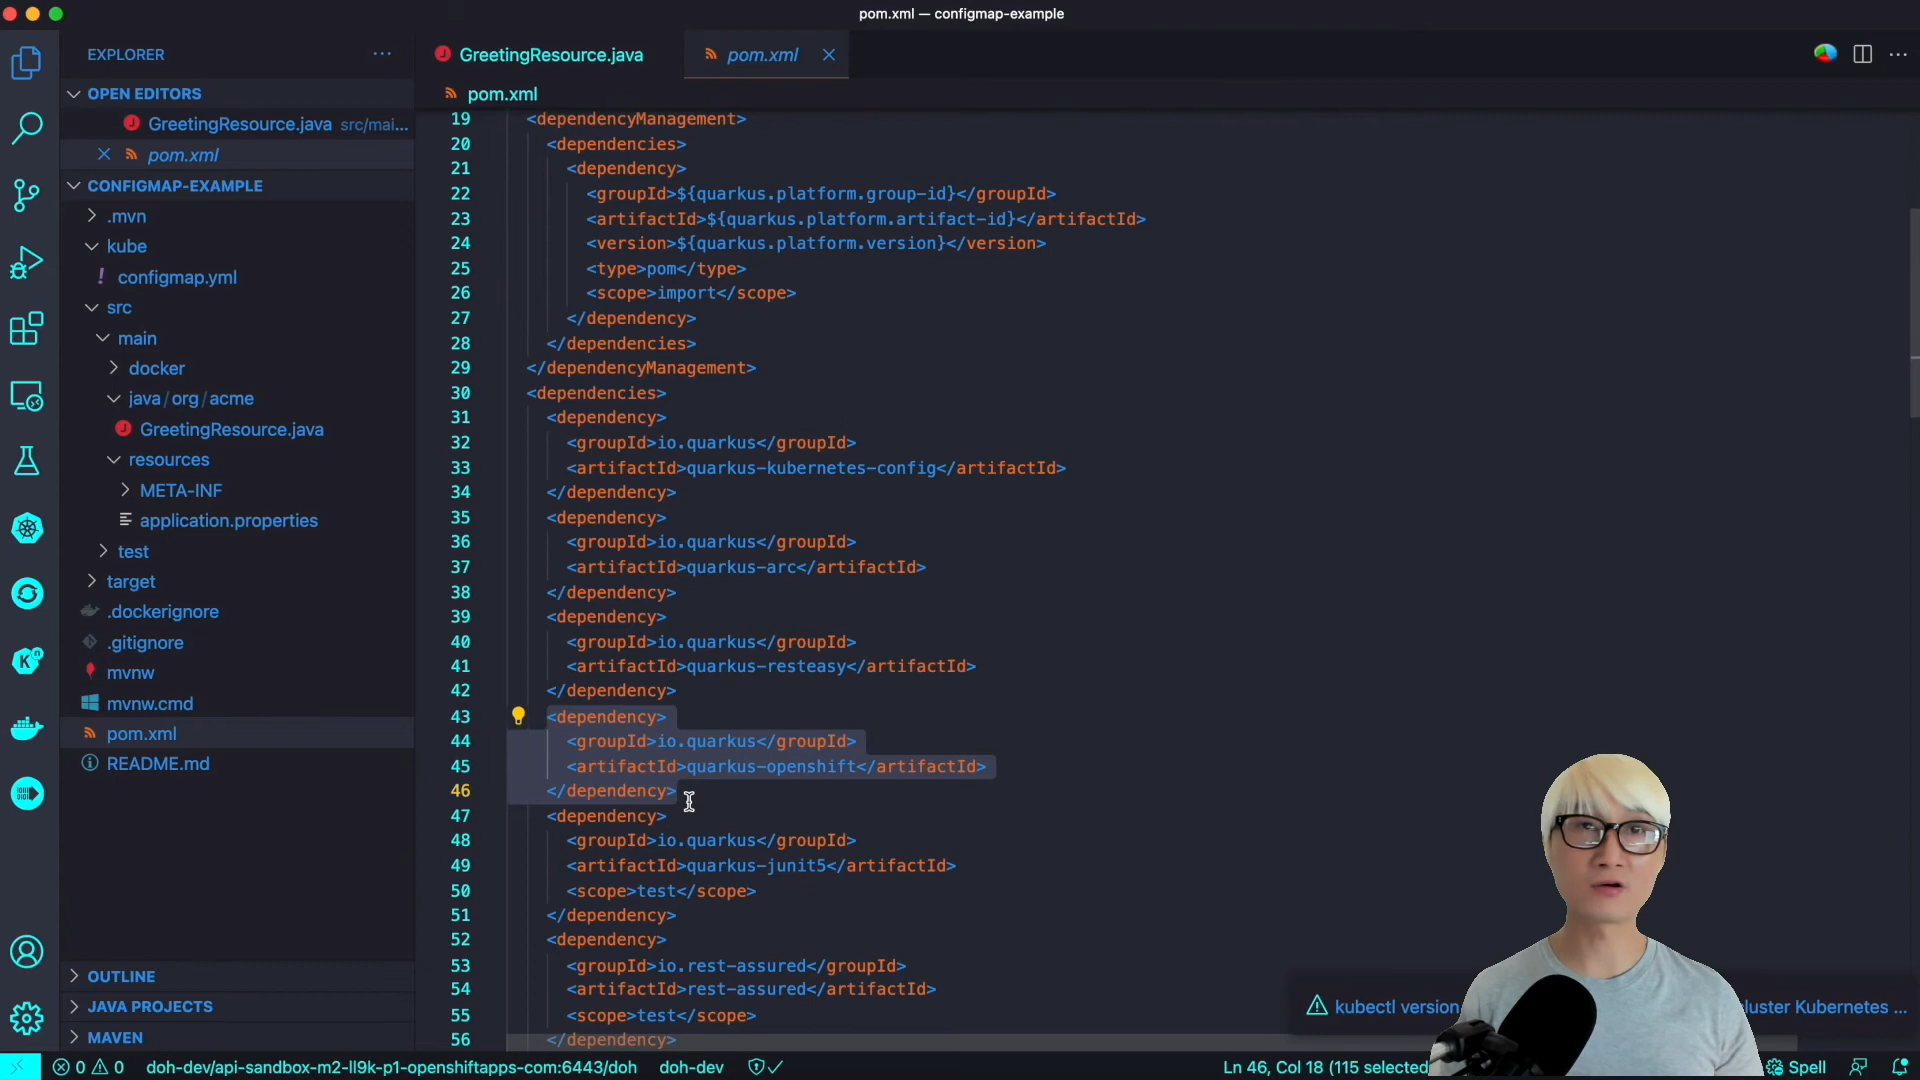 pom.xml — configmap-example
EXPLORER
OPEN EDITORS
GreetingResource.java src/mai...
pom.xml
CONFIGMAP-EXAMPLE
.mvn
kube
! configmap.yml
src
main
docker
java/org/acme
GreetingResource.java
resources
META-INF
application.properties
test
target
.dockerignore
.gitignore
mvnw
mvnw.cmd
pom.xml
README.md
OUTLINE
JAVA PROJECTS
MAVEN
GreetingResource.java
pom.xml
pom.xml
19 <dependencyManagement>
20 <dependencies>
21 <dependency>
22 <groupId>${quarkus.platform.group-id}</groupId>
23 <artifactId>${quarkus.platform.artifact-id}</artifactId>
24 <version>${quarkus.platform.version}</version>
25 <type>pom</type>
26 <scope>import</scope>
27 </dependency>
28 </dependencies>
29 </dependencyManagement>
30 <dependencies>
31 <dependency>
32 <groupId>io.quarkus</groupId>
33 <artifactId>quarkus-kubernetes-config</artifactId>
34 </dependency>
35 <dependency>
36 <groupId>io.quarkus</groupId>
37 <artifactId>quarkus-arc</artifactId>
38 </dependency>
39 <dependency>
40 <groupId>io.quarkus</groupId>
41 <artifactId>quarkus-resteasy</artifactId>
42 </dependency>
43 <dependency>
44 <groupId>io.quarkus</groupId>
45 <artifactId>quarkus-openshift</artifactId>
46 </dependency>
47 <dependency>
48 <groupId>io.quarkus</groupId>
49 <artifactId>quarkus-junit5</artifactId>
50 <scope>test</scope>
51 </dependency>
52 <dependency>
53 <groupId>io.rest-assured</groupId>
54 <artifactId>rest-assured</artifactId>
55 <scope>test</scope>
56 </dependency>
kubectl version
luster Kubernetes ...
0 0 doh-dev/api-sandbox-m2-ll9k-p1-openshiftapps-com:6443/doh doh-dev
Ln 46, Col 18 (115 selected
Spell